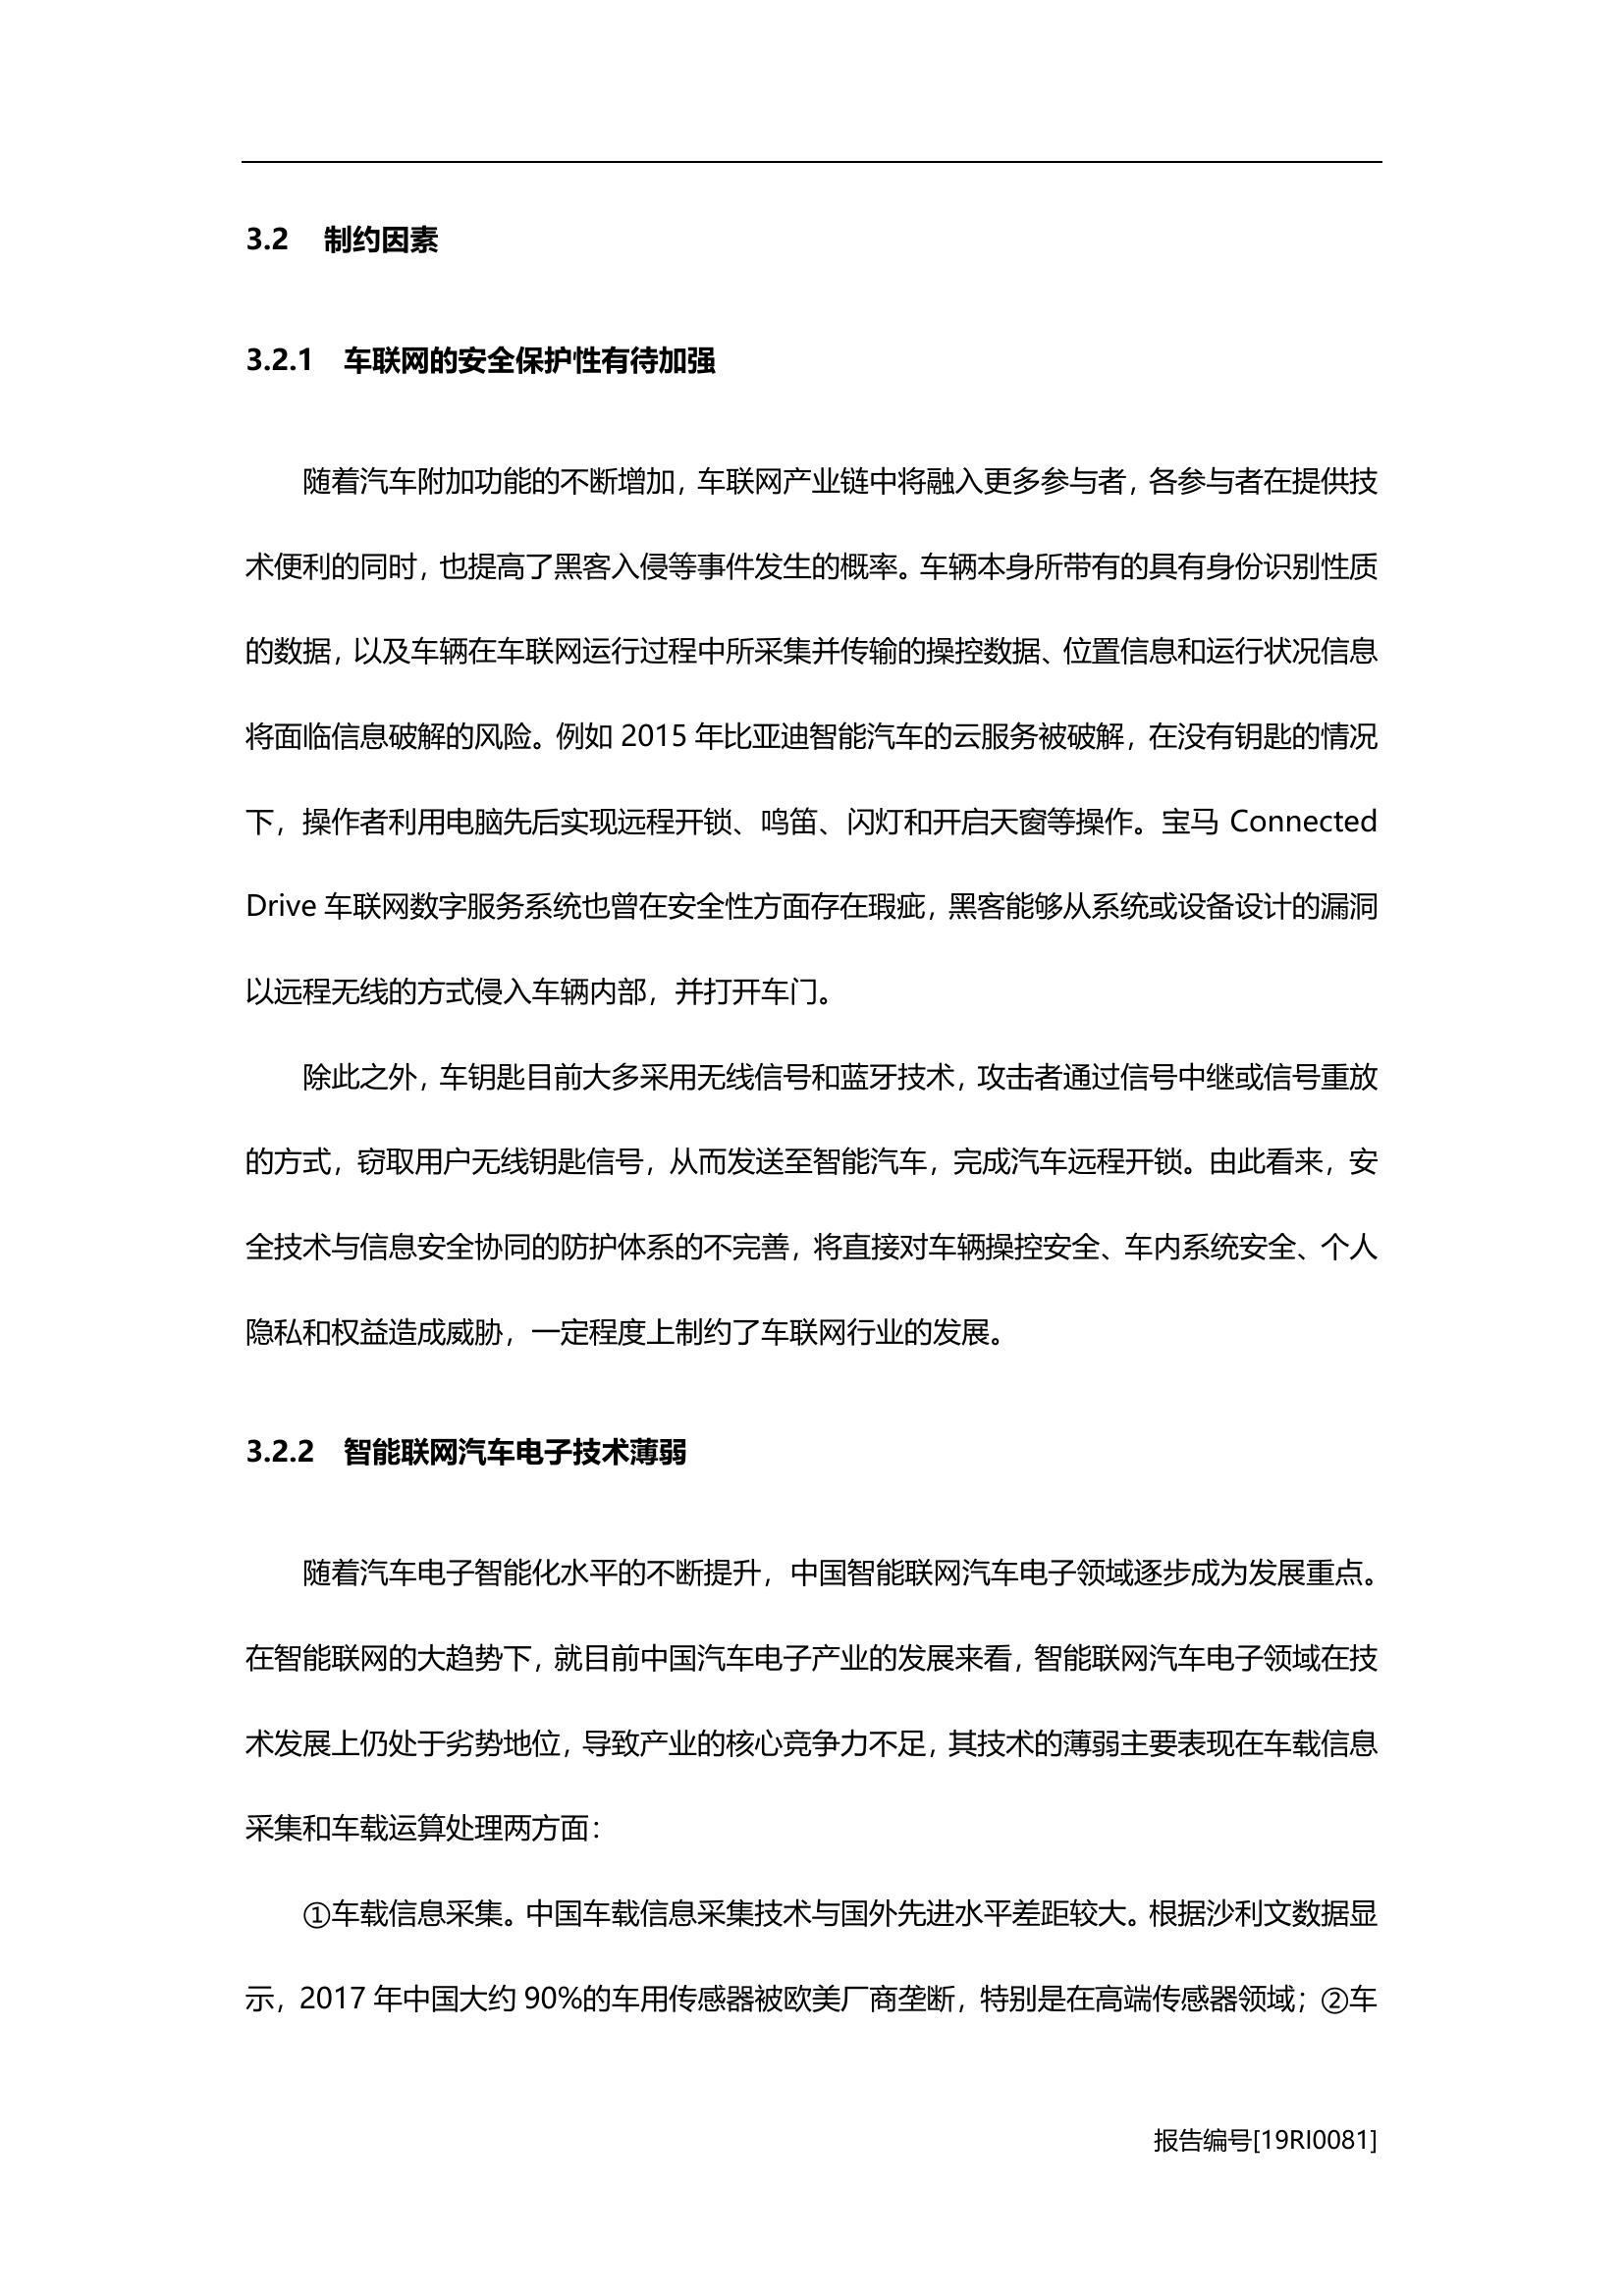 3.2 制约因素
3.2.1 车联网的安全保护性有待加强
随着汽车附加功能的不断增加，车联网产业链中将融入更多参与者，各参与者在提供技
术便利的同时，也提高了黑客入侵等事件发生的概率。车辆本身所带有的具有身份识别性质
的数据，以及车辆在车联网运行过程中所采集并传输的操控数据、位置信息和运行状况信息
将面临信息破解的风险。例如 2015 年比亚迪智能汽车的云服务被破解，在没有钥匙的情况
下，操作者利用电脑先后实现远程开锁、鸣笛、闪灯和开启天窗等操作。宝马 Connected
Drive 车联网数字服务系统也曾在安全性方面存在瑕疵，黑客能够从系统或设备设计的漏洞
以远程无线的方式侵入车辆内部，并打开车门。
除此之外，车钥匙目前大多采用无线信号和蓝牙技术，攻击者通过信号中继或信号重放
的方式，窃取用户无线钥匙信号，从而发送至智能汽车，完成汽车远程开锁。由此看来，安
全技术与信息安全协同的防护体系的不完善，将直接对车辆操控安全、车内系统安全、个人
隐私和权益造成威胁，一定程度上制约了车联网行业的发展。
3.2.2 智能联网汽车电子技术薄弱
随着汽车电子智能化水平的不断提升，中国智能联网汽车电子领域逐步成为发展重点。
在智能联网的大趋势下，就目前中国汽车电子产业的发展来看，智能联网汽车电子领域在技
术发展上仍处于劣势地位，导致产业的核心竞争力不足，其技术的薄弱主要表现在车载信息
采集和车载运算处理两方面：
①车载信息采集。中国车载信息采集技术与国外先进水平差距较大。根据沙利文数据显
示，2017 年中国大约 90%的车用传感器被欧美厂商垄断，特别是在高端传感器领域；②车
报告编号[19RI0081]